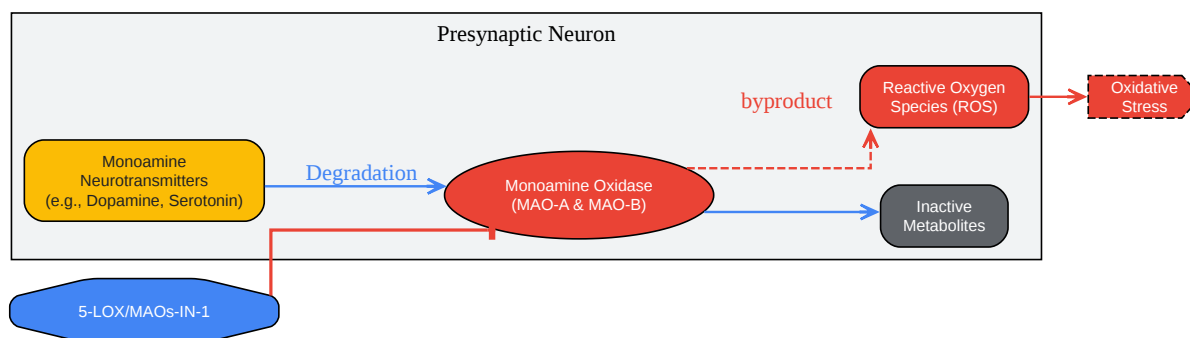 Presynaptic Neuron
Reactive Oxygen
Species (ROS)
Oxidative
Stress
byproduct
Monoamine
Neurotransmitters
(e.g., Dopamine, Serotonin)
Degradation
Monoamine Oxidase
(MAO-A & MAO-B)
Inactive
Metabolites
5-LOX/MAOs-IN-1